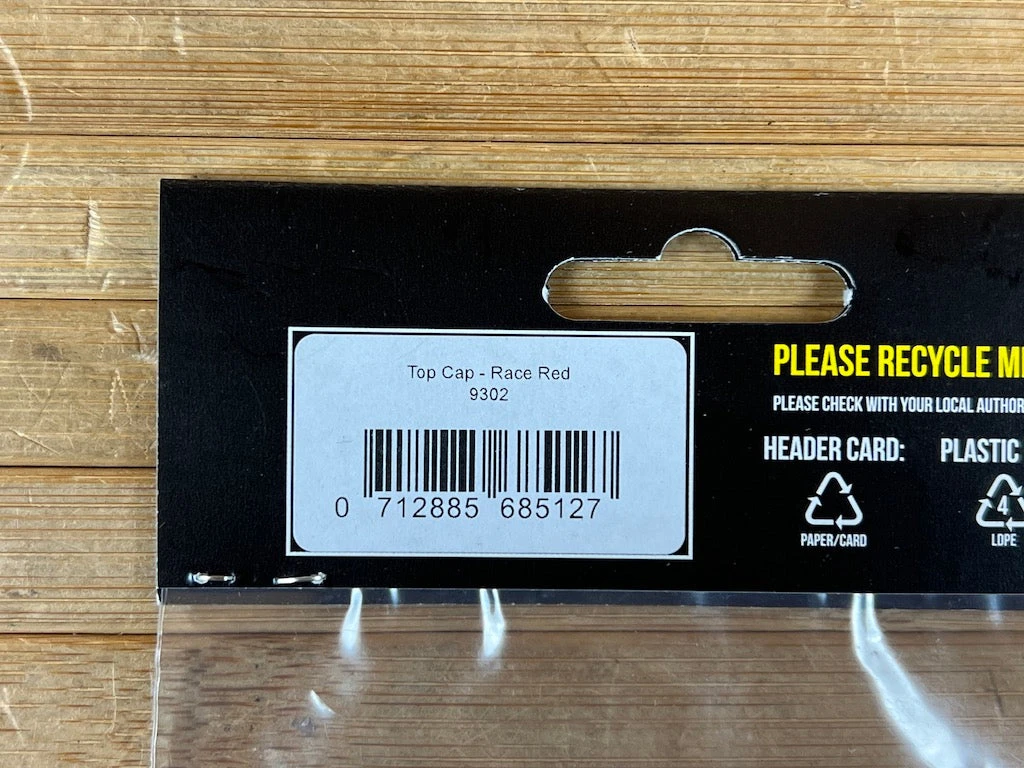 Top Cap - Race Red
9302
0 712885 685127
PLEASE RECYCLE
PLEASE CHECK WITH YOUR LOCAL
HEADER CARD:
PLASTIC
PAPER/CARD
4
LDPE